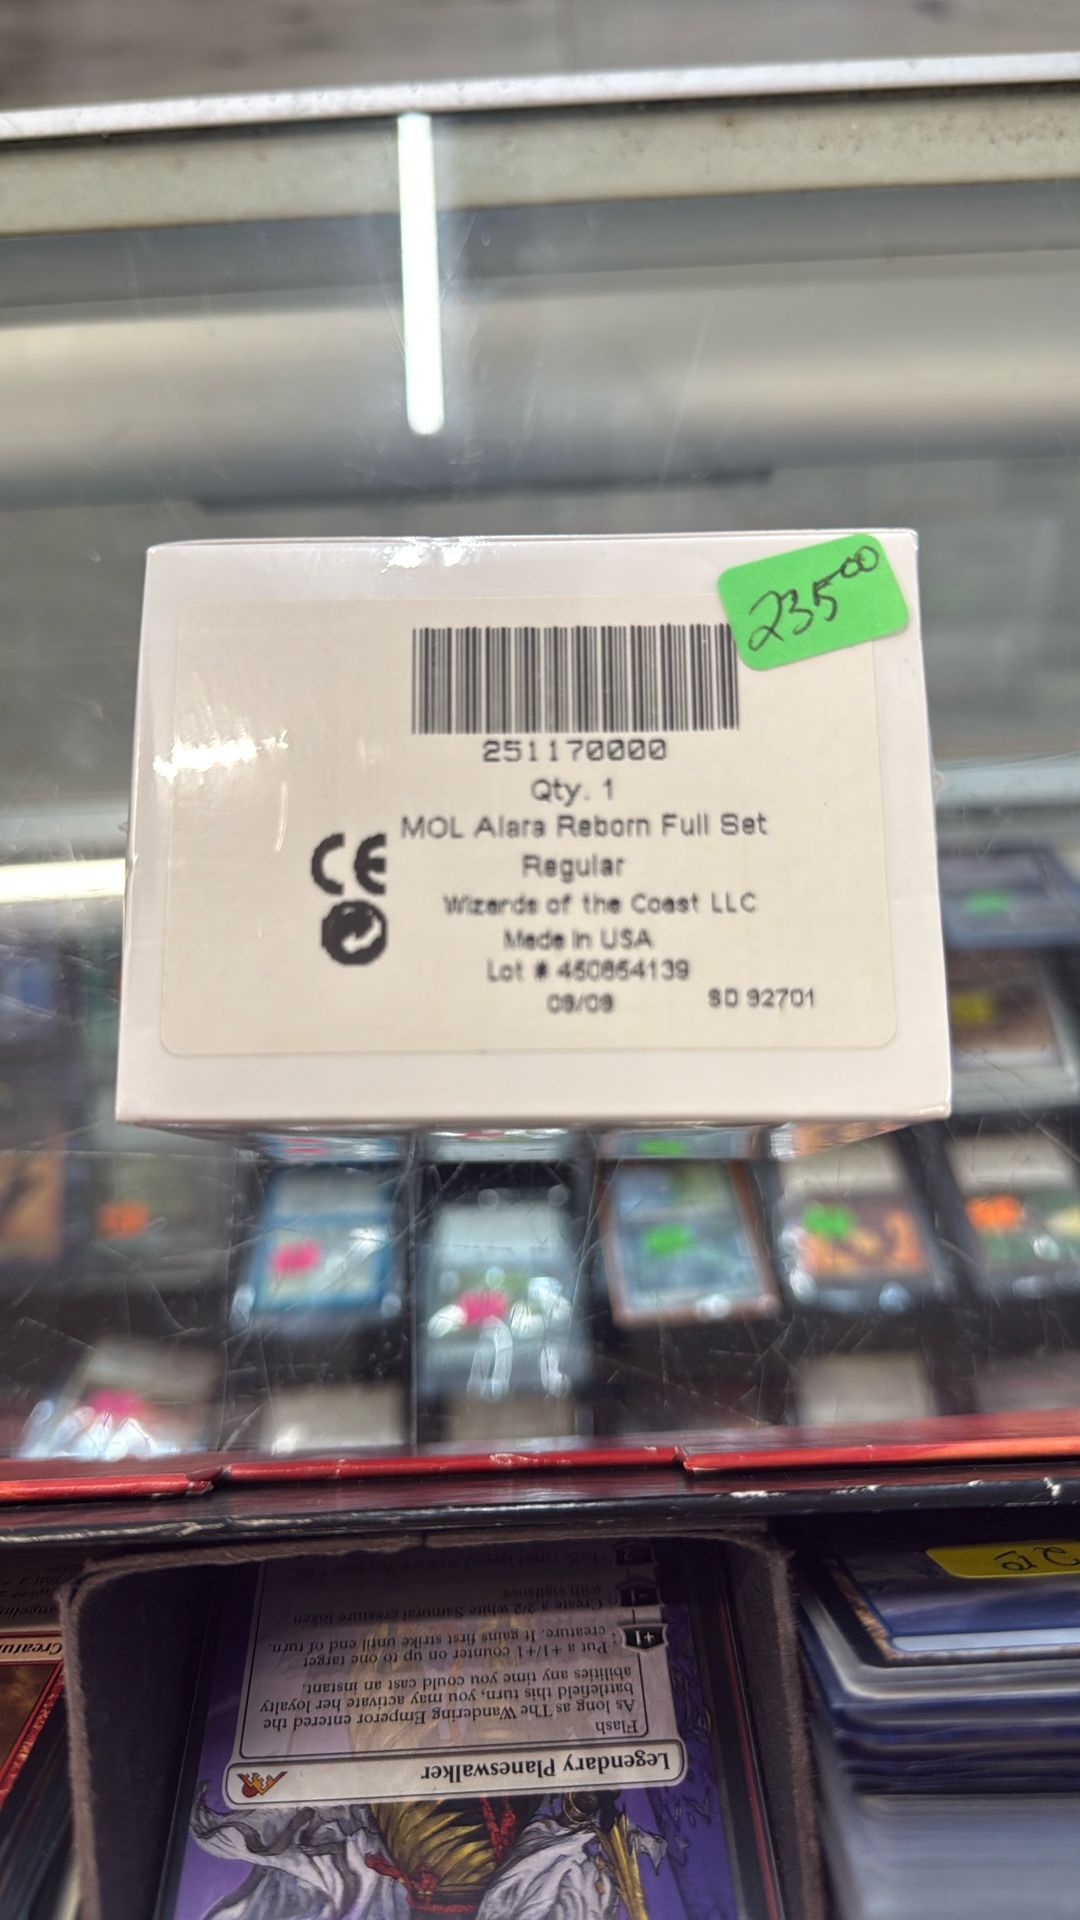 235⁰⁰
251170000
Qty. 1
MOL Alara Reborn Full Set
Regular
CE
Wizards of the Coast LLC
Made in USA
Lot # 450854139
09/09 SD 92701
with vigilance
Create a 2/2 white Samurai creature token
+1
Put a +1/+1 counter on up to one target
creature. It gains first strike until end of turn.
abilities any time you could cast an instant.
battlefield this turn, you may activate her loyalty
As long as The Wandering Emperor entered the
Flash
Legendary Planeswalker